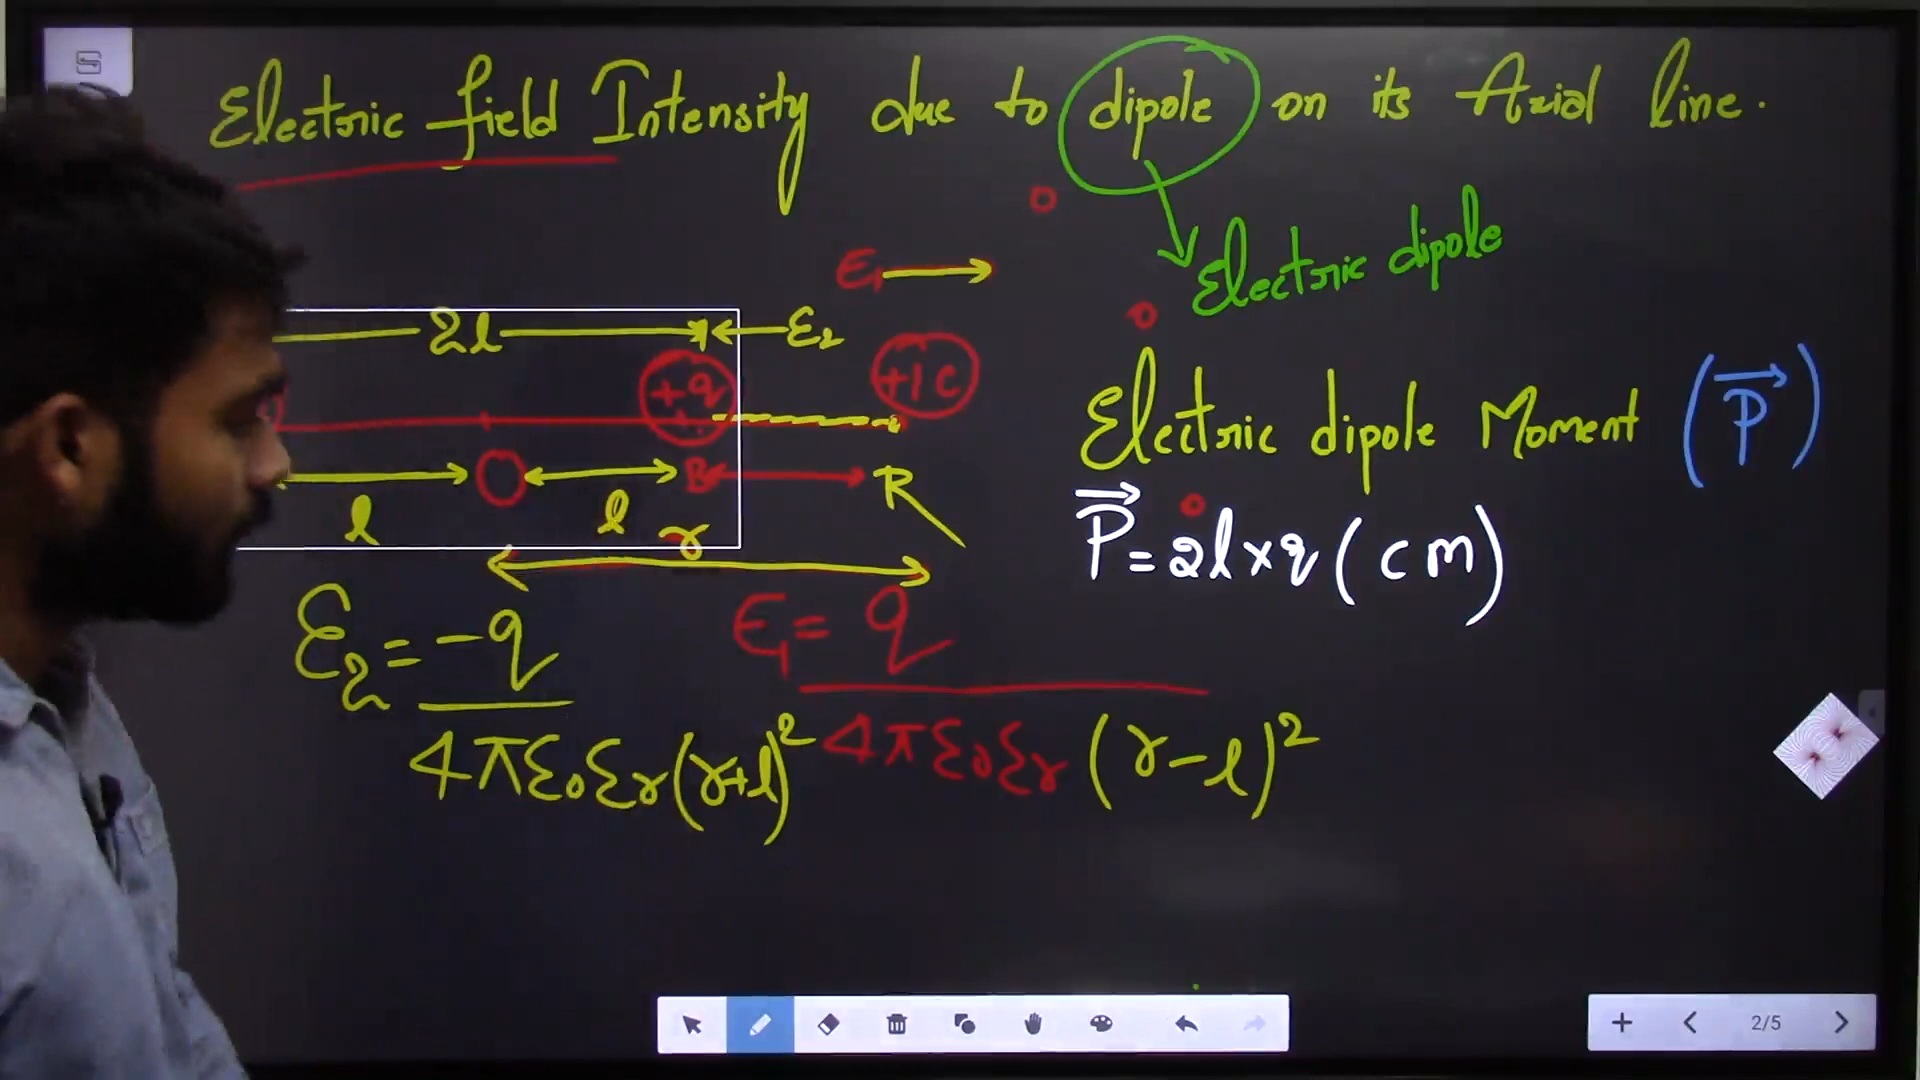 Electric field Intensity due to dipole on its Axial line.
Electric dipole
E₁
2l E₂
+q +1C
Electric dipole Moment (P)
B R
l l
r
P = 2l × q (cm)
E₂ = -q / 4πε₀εr(r+l)²
E₁ = q / 4πε₀εr (r-l)²
2/5